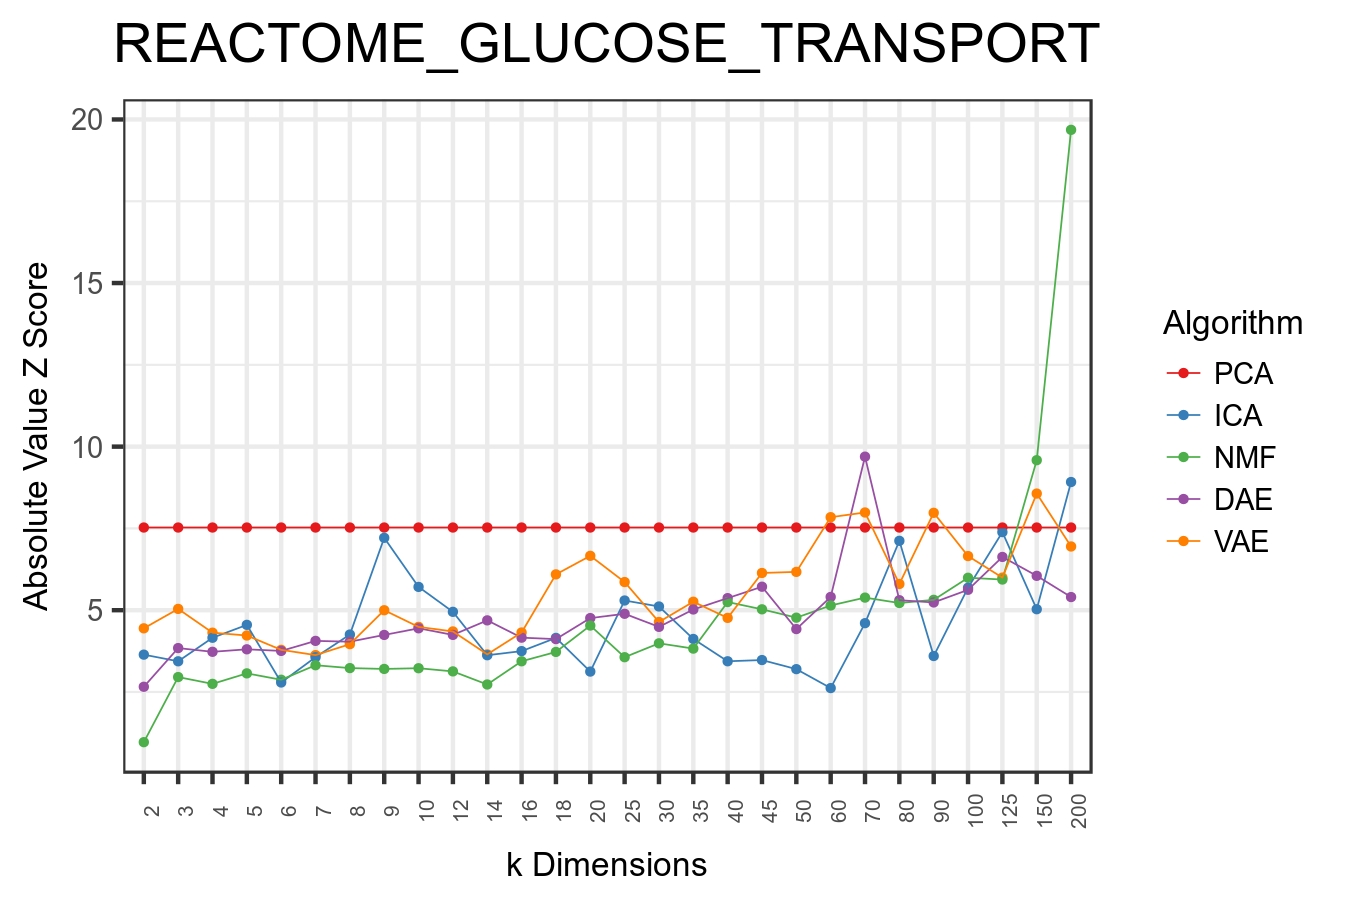 REACTOME_GLUCOSE_TRANSPORT
Absolute Value Z Score
20
15
10
5
2 3 4 5 6 7 8 9 10 12 14 16 18 20 25 30 35 40 45 50 60 70 80 90 100 125 150 200
k Dimensions
Algorithm
PCA
ICA
NMF
DAE
VAE